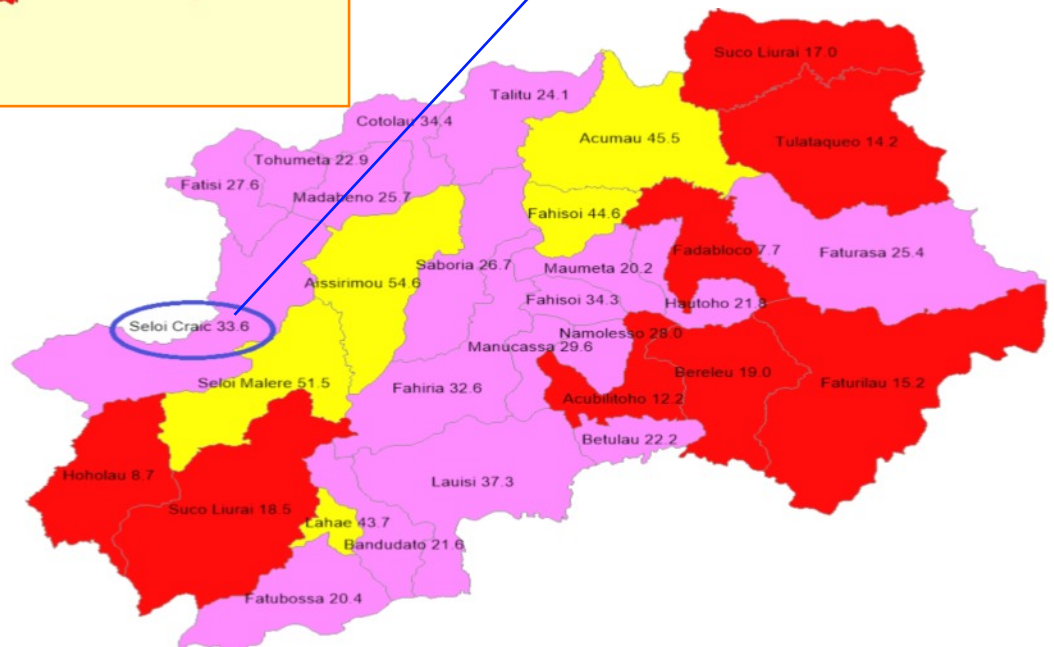 Suco Liurai 17.0
Talitu 24.1
Cotolau 34.4
Acumau 45.5
Tulataqueo 14.2
Tohumeta 22.9
Fatisi 27.6
Madabeno 25.7
Fahisoi 44.6
Fadabloco 7.7
Faturasa 25.4
Saboria 26.7
Maumeta 20.2
Aissirimou 54.6
Fahisoi 34.3
Hautoho 21.8
Seloi Craic 33.6
Namolesso 28.0
Manucassa 29.6
Bereleu 19.0
Seloi Malere 51.5
Fahiria 32.6
Faturilau 15.2
Acubilitoho 12.2
Betulau 22.2
Hoholau 8.7
Lauisi 37.3
Suco Liurai 18.5
Lahae 43.7
Bandudato 21.6
Fatubossa 20.4